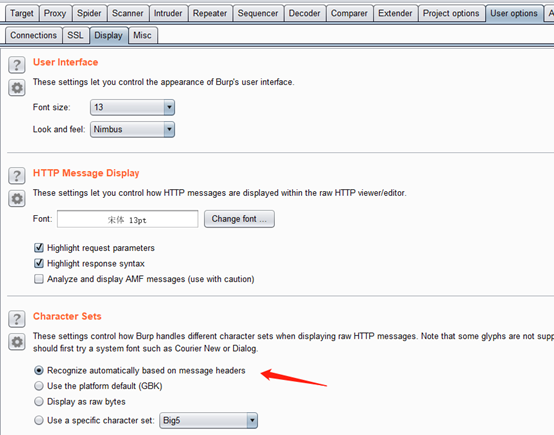 Target Proxy Spider Scanner Intruder Repeater Sequencer Decoder Comparer Extender Project options User options A
Connections SSL Display Misc
? User Interface
These settings let you control the appearance of Burp's user interface.
Font size: 13
Look and feel: Nimbus
? HTTP Message Display
These settings let you control how HTTP messages are displayed within the raw HTTP viewer/editor.
Font: 宋体 13pt Change font ...
Highlight request parameters
Highlight response syntax
Analyze and display AMF messages (use with caution)
? Character Sets
These settings control how Burp handles different character sets when displaying raw HTTP messages. Note that some glyphs are not supp
should first try a system font such as Courier New or Dialog.
Recognize automatically based on message headers
Use the platform default (GBK)
Display as raw bytes
Use a specific character set: Big5